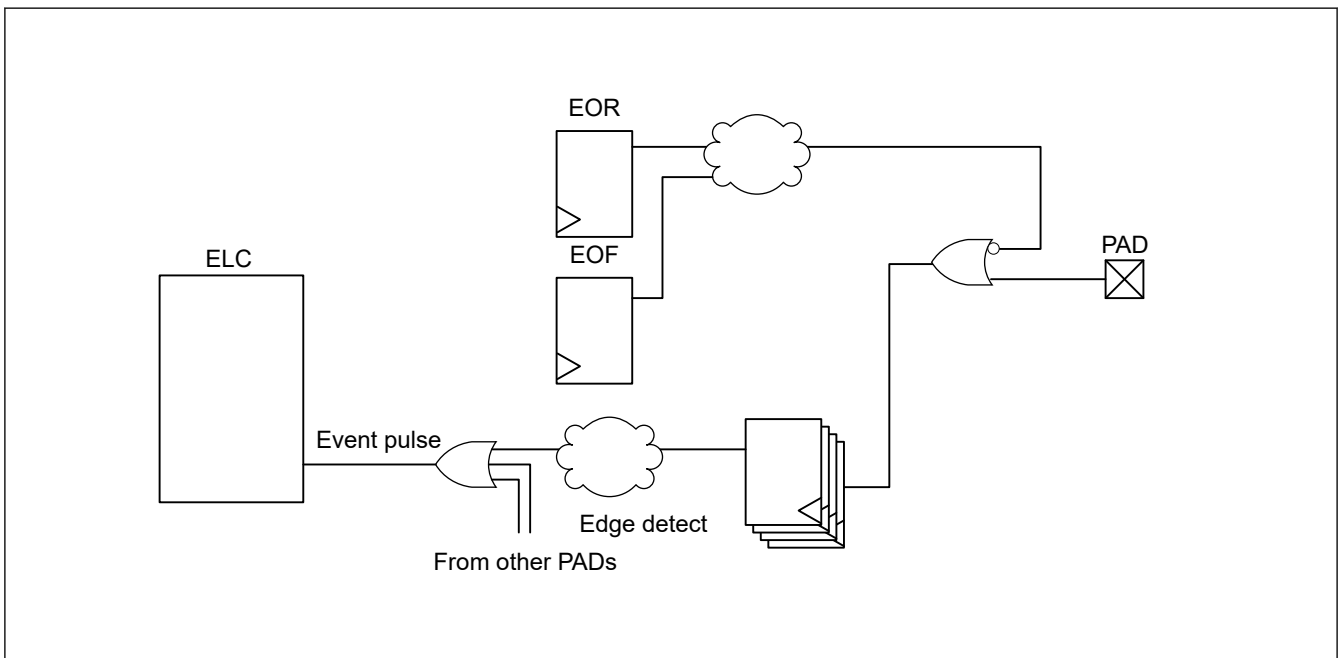 EOR
EOF
PAD
ELC
Event pulse
Edge detect
From other PADs